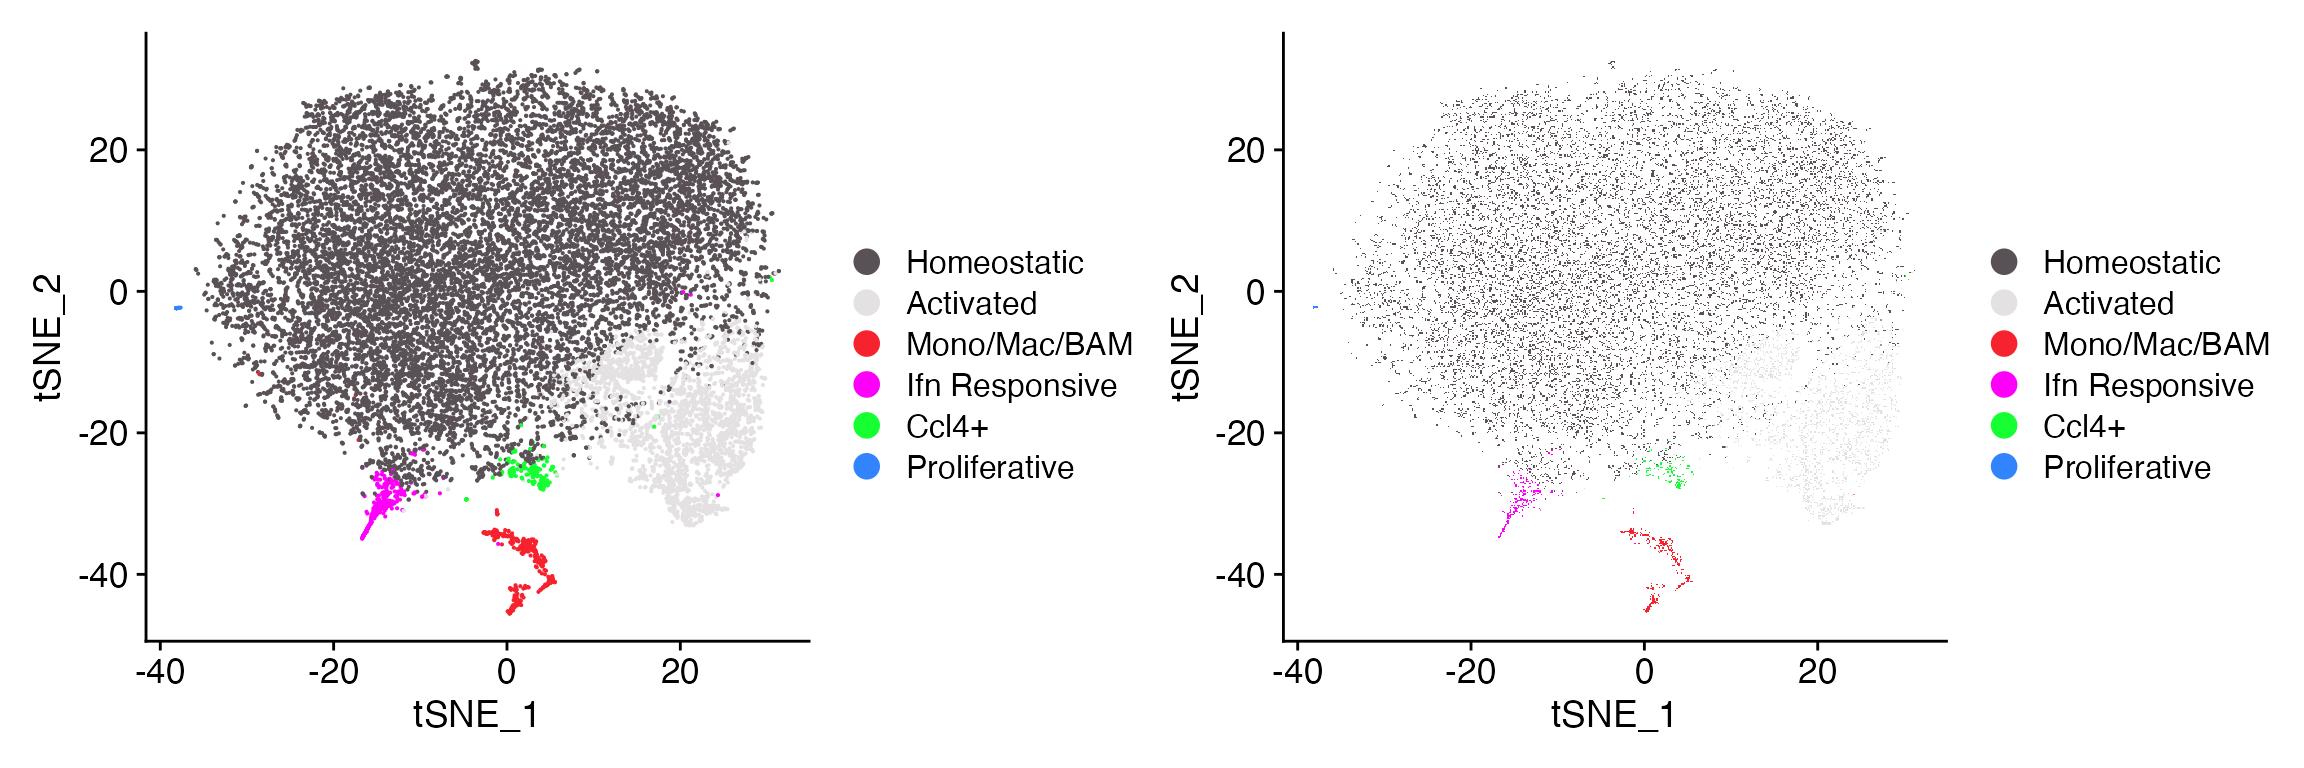 tSNE_2
20
0
-20
-40
-40
-20
0
20
tSNE_1
Homeostatic
Activated
Mono/Mac/BAM
Ifn Responsive
Ccl4+
Proliferative
tSNE_2
20
0
-20
-40
-40
-20
0
20
tSNE_1
Homeostatic
Activated
Mono/Mac/BAM
Ifn Responsive
Ccl4+
Proliferative